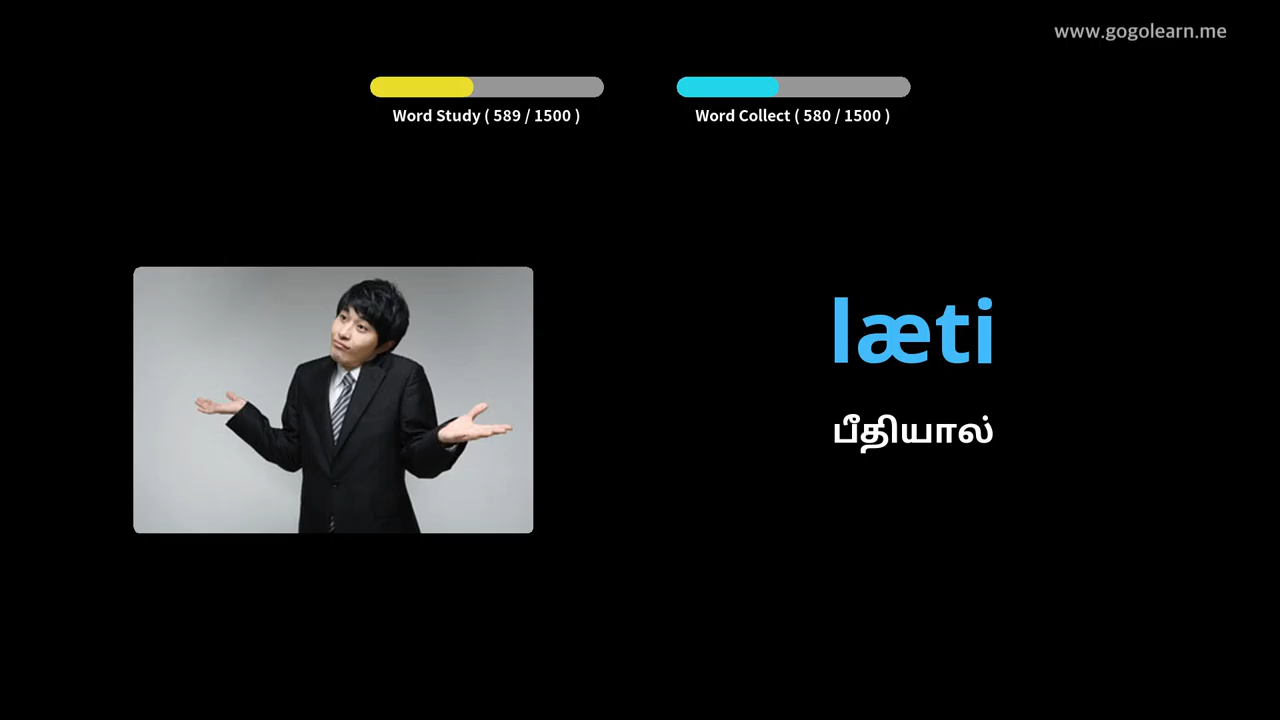 www.gogolearn.me
Word Study ( 589 / 1500 )
Word Collect ( 580 / 1500 )
læti
பீதியால்